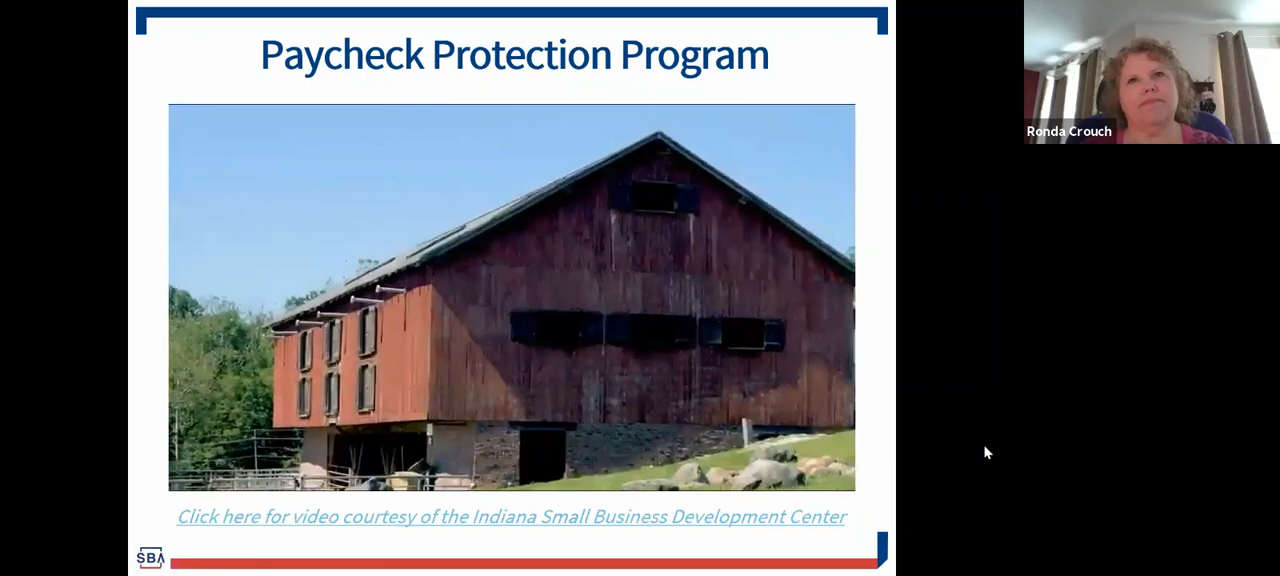 Paycheck Protection Program
Ronda Crouch
Click here for video courtesy of the Indiana Small Business Development Center
SBA